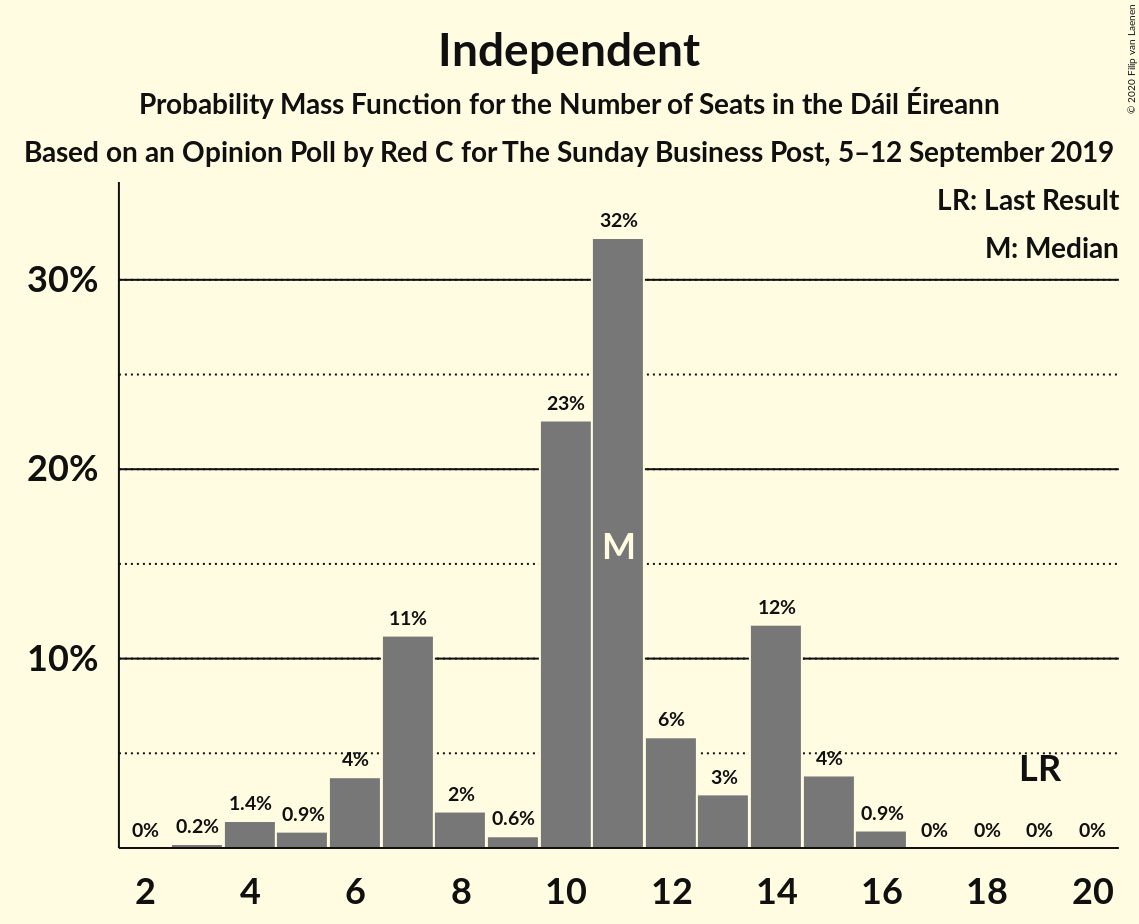 Independent
Probability Mass Function for the Number of Seats in the Dáil Éireann
Based on an Opinion Poll by Red C for The Sunday Business Post, 5–12 September 2019
© 2020 Filip van Laenen
LR: Last Result
M: Median
30%
20%
10%
0%
0.2%
1.4%
0.9%
4%
11%
2%
0.6%
23%
32%
M
6%
3%
12%
4%
0.9%
0%
0%
0%
LR
0%
2 4 6 8 10 12 14 16 18 20